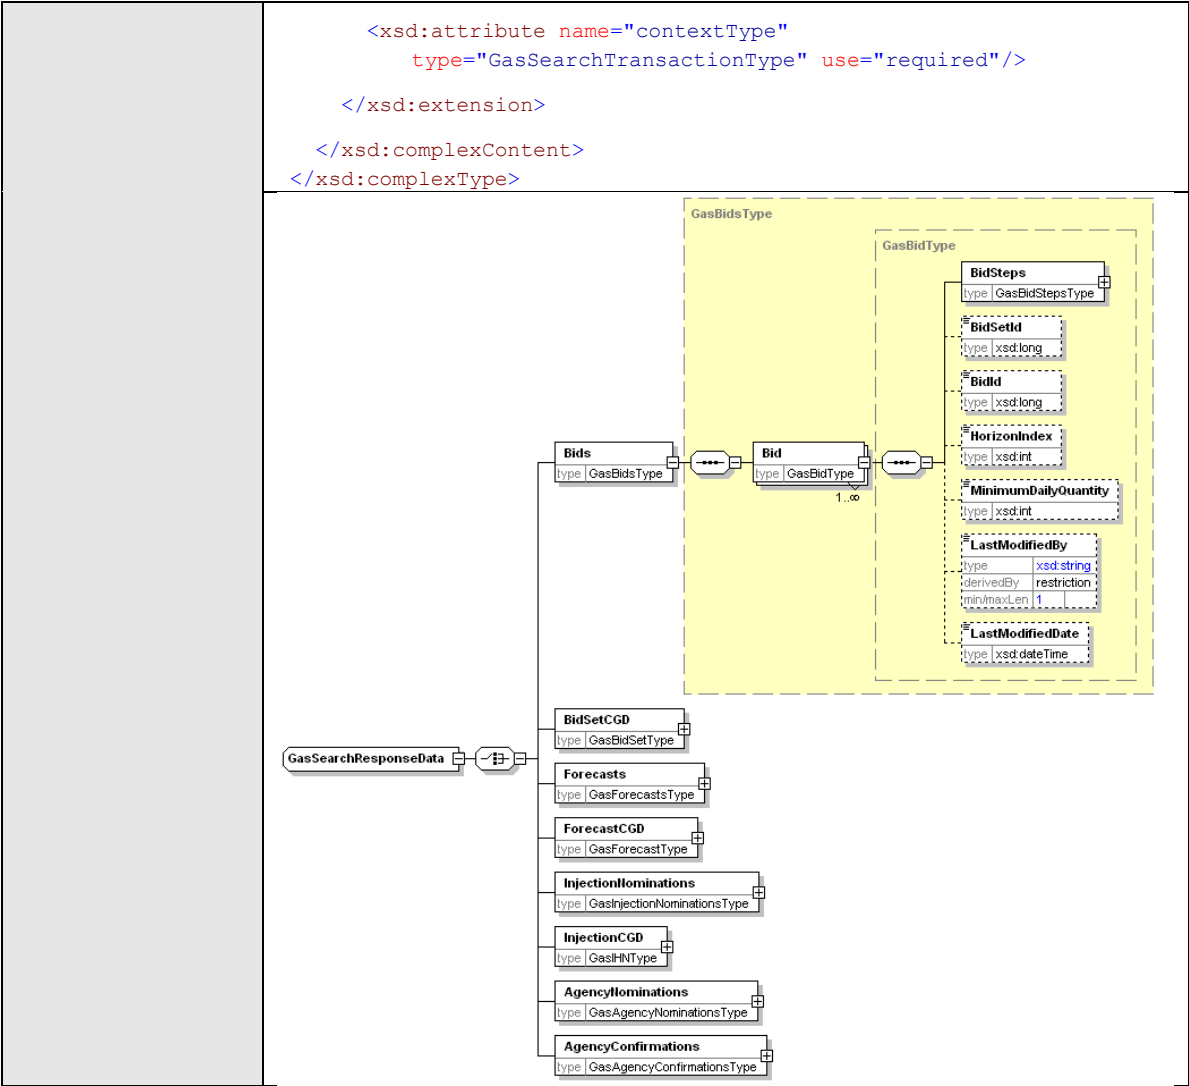 <xsd:attribute name="contextType"
type="GasSearchTransactionType" use="required"/>
</xsd:extension>
</xsd:complexContent>
</xsd:complexType>
GasBidsType
GasBidType
BidSteps
type GasBidStepsType
BidSetId
type xsd:long
BidId
type xsd:long
HorizonIndex
type xsd:int
Bids
type GasBidsType
Bid
type GasBidType
1..∞
MinimumDailyQuantity
type xsd:int
LastModifiedBy
type xsd:string
derivedBy restriction
min/maxLen 1
LastModifiedDate
type xsd:dateTime
GasSearchResponseData
BidSetCGD
type GasBidSetType
Forecasts
type GasForecastsType
ForecastCGD
type GasForecastType
InjectionNominations
type GasInjectionNominationsType
InjectionCGD
type GasIHNType
AgencyNominations
type GasAgencyNominationsType
AgencyConfirmations
type GasAgencyConfirmationsType